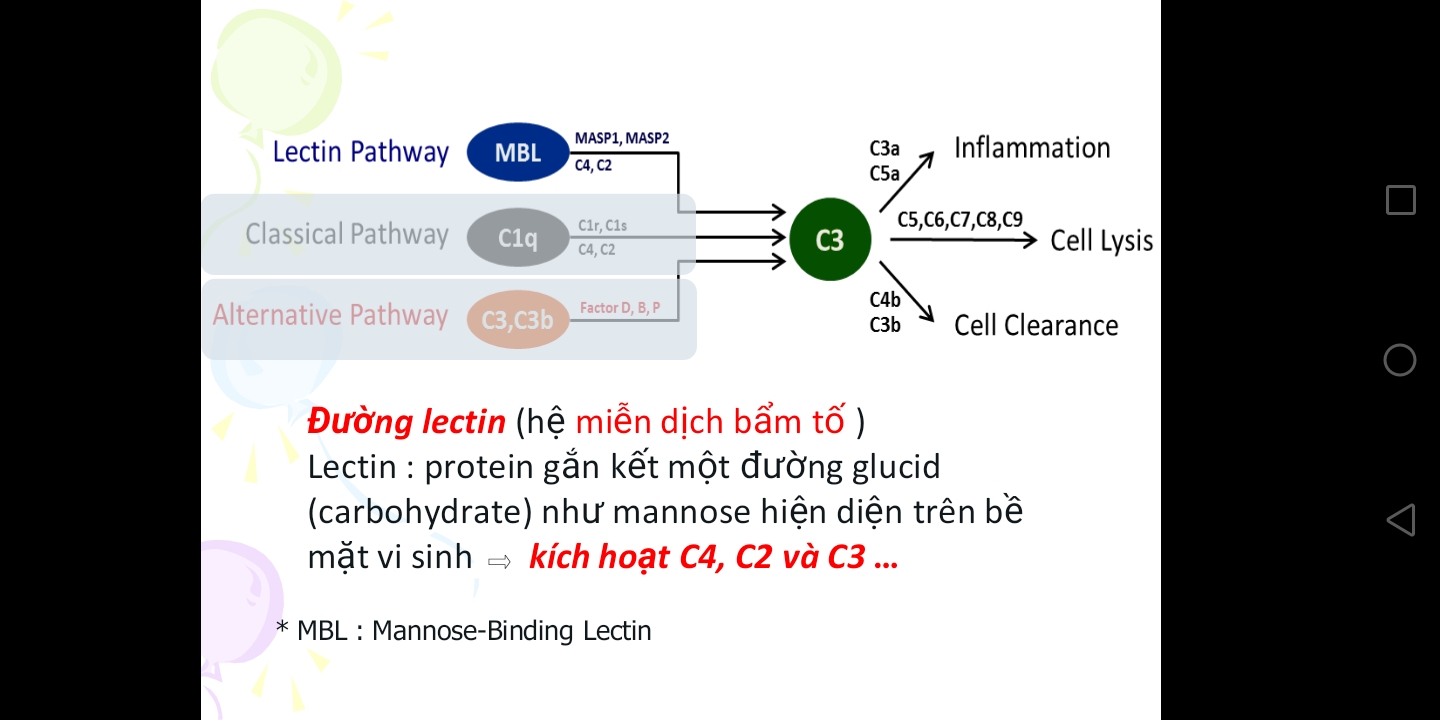 Lectin Pathway
MBL
MASP1, MASP2
C4, C2
Classical Pathway
C1q
C1r, C1s
C4, C2
Alternative Pathway
C3,C3b
Factor D, B, P
C3
C3a
C5a
Inflammation
C5,C6,C7,C8,C9
Cell Lysis
C4b
C3b
Cell Clearance
Đường lectin (hệ miễn dịch bẩm tố )
Lectin : protein gắn kết một đường glucid
(carbohydrate) như mannose hiện diện trên bề
mặt vi sinh ⇨ kích hoạt C4, C2 và C3 ...
* MBL : Mannose-Binding Lectin